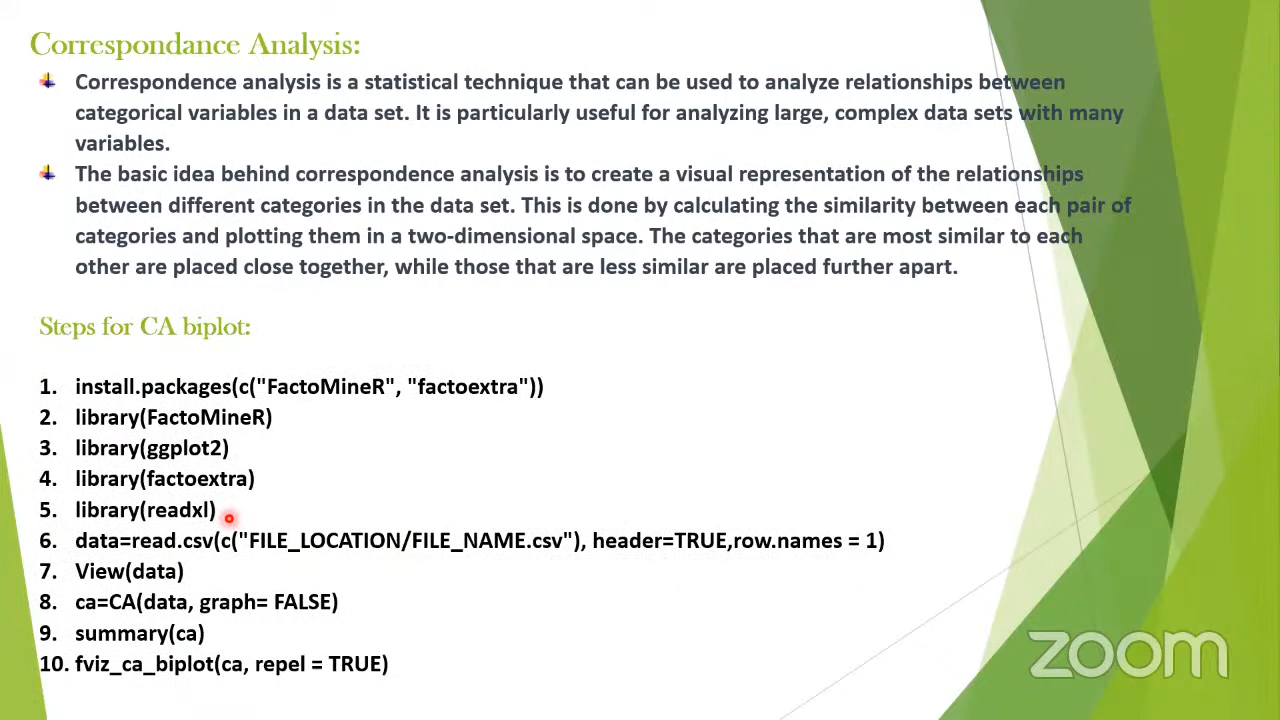 Correspondance Analysis:
Correspondence analysis is a statistical technique that can be used to analyze relationships between
categorical variables in a data set. It is particularly useful for analyzing large, complex data sets with many
variables.
The basic idea behind correspondence analysis is to create a visual representation of the relationships
between different categories in the data set. This is done by calculating the similarity between each pair of
categories and plotting them in a two-dimensional space. The categories that are most similar to each
other are placed close together, while those that are less similar are placed further apart.
Steps for CA biplot:
1. install.packages(c("FactoMineR", "factoextra"))
2. library(FactoMineR)
3. library(ggplot2)
4. library(factoextra)
5. library(readxl)
6. data=read.csv(c("FILE_LOCATION/FILE_NAME.csv"), header=TRUE,row.names = 1)
7. View(data)
8. ca=CA(data, graph= FALSE)
9. summary(ca)
10. fviz_ca_biplot(ca, repel = TRUE)
zoom